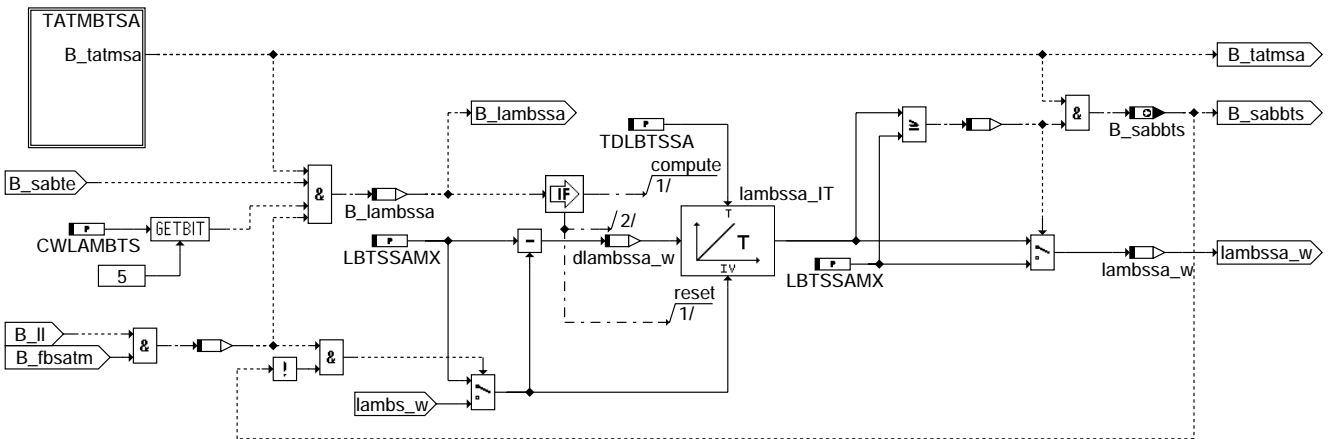 TATMBTSA
B_tatmsa
B_tatmsa
B_lambssa
P
TDLBTSSA
≥
&
B_sabbts
B_sabbts
compute
1/
B_sabte
&
B_lambssa
IF
lambssa_IT
P
CWLAMBTS
GETBIT
2/
T
T
IV
P
LBTSSAMX
-
dlambssa_w
P
LBTSSAMX
lambssa_w
lambssa_w
5
reset
1/
B_ll
B_fbsatm
&
&
!
lambs_w